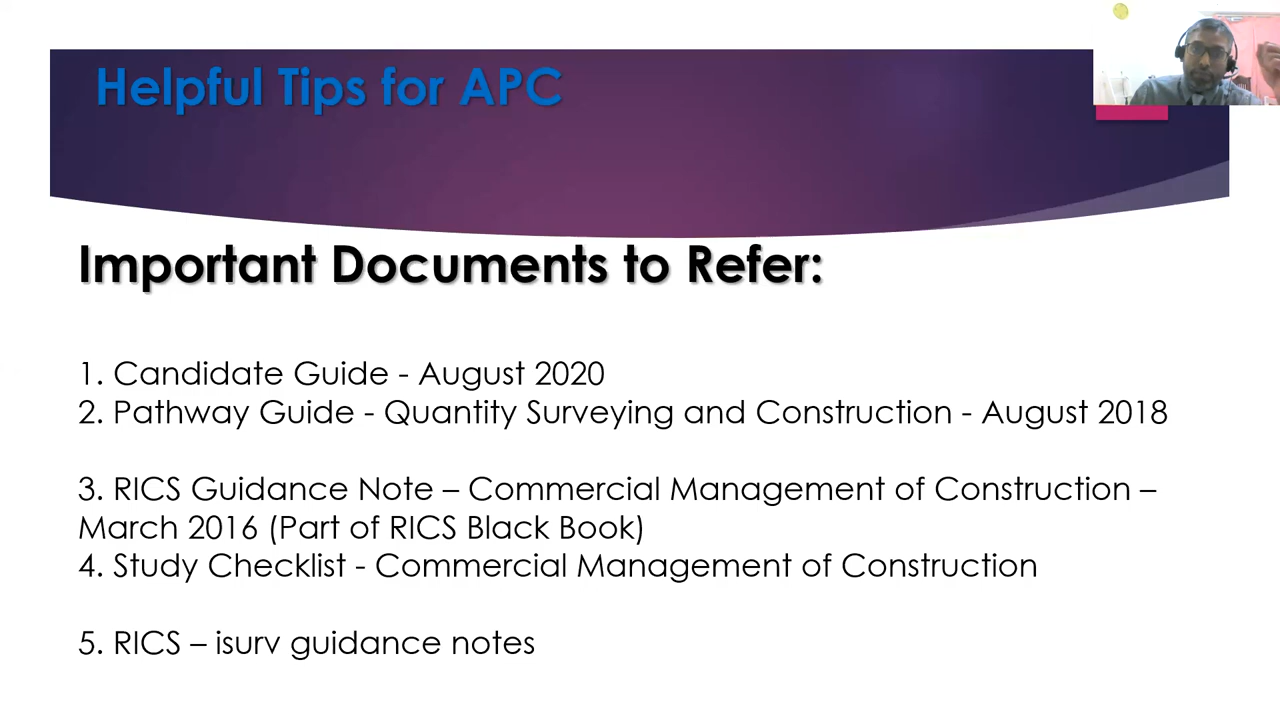 Helpful Tips for APC
Important Documents to Refer:
1. Candidate Guide - August 2020
2. Pathway Guide - Quantity Surveying and Construction - August 2018
3. RICS Guidance Note – Commercial Management of Construction –
March 2016 (Part of RICS Black Book)
4. Study Checklist - Commercial Management of Construction
5. RICS – isurv guidance notes